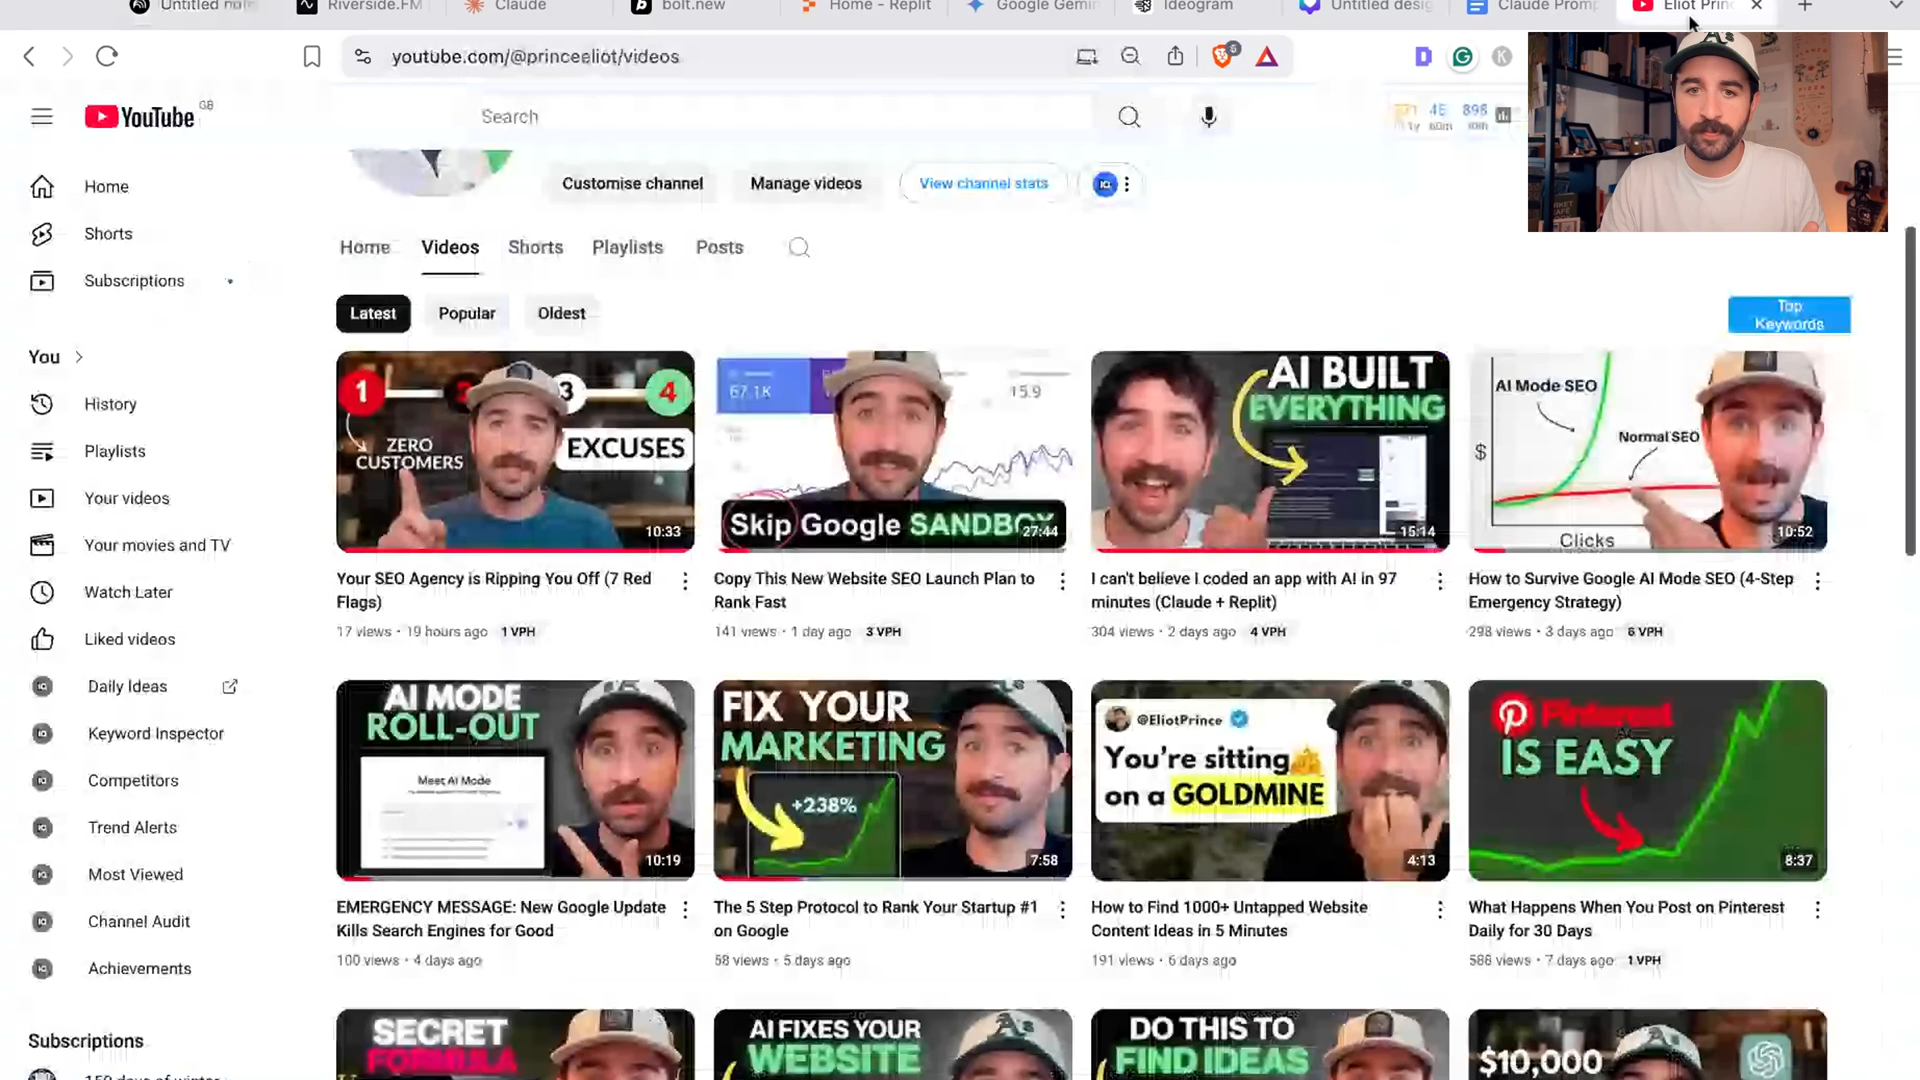 Untitled
Riverside.FM
Claude
bolt.new
Home - Replit
Google Gemin
Ideogram
Untitled desig
Claude Promp
Eliot Prin
youtube.com/@princeeliot/videos
YouTube
GB
Search
45
898
Customise channel
Manage videos
View channel stats
Home
Videos
Shorts
Playlists
Posts
Home
Shorts
Subscriptions
You
History
Playlists
Your videos
Your movies and TV
Watch Later
Liked videos
Daily Ideas
Keyword Inspector
Competitors
Trend Alerts
Most Viewed
Channel Audit
Achievements
Subscriptions
Latest
Popular
Oldest
Top
Keywords
1
3
4
ZERO
CUSTOMERS
EXCUSES
10:33
Your SEO Agency is Ripping You Off (7 Red
Flags)
17 views • 19 hours ago
1 VPH
67.1K
15.9
Skip Google SANDBOX
27:44
Copy This New Website SEO Launch Plan to
Rank Fast
141 views • 1 day ago
3 VPH
AI BUILT
EVERYTHING
15:14
I can't believe I coded an app with AI in 97
minutes (Claude + Replit)
304 views • 2 days ago
4 VPH
AI Mode SEO
Normal SEO
$
Clicks
10:52
How to Survive Google AI Mode SEO (4-Step
Emergency Strategy)
298 views • 3 days ago
6 VPH
AI MODE
ROLL-OUT
Meet AI Mode
10:19
EMERGENCY MESSAGE: New Google Update
Kills Search Engines for Good
100 views • 4 days ago
FIX YOUR
MARKETING
+238%
7:58
The 5 Step Protocol to Rank Your Startup #1
on Google
58 views • 5 days ago
@EliotPrince
You're sitting
on a GOLDMINE
4:13
How to Find 1000+ Untapped Website
Content Ideas in 5 Minutes
191 views • 6 days ago
Pinterest
IS EASY
8:37
What Happens When You Post on Pinterest
Daily for 30 Days
588 views • 7 days ago
1 VPH
SECRET
FORMULA
AI FIXES YOUR
WEBSITE
DO THIS TO
FIND IDEAS
$10,000